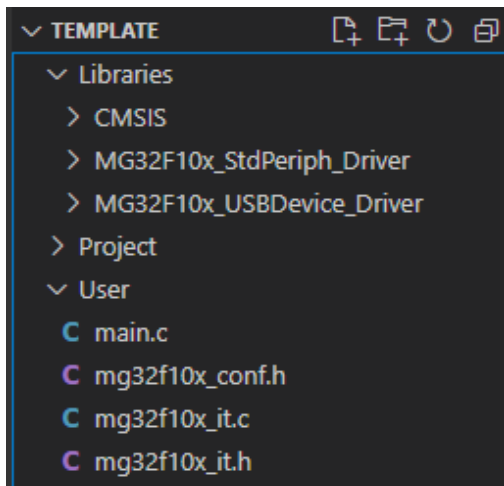 TEMPLATE
Libraries
CMSIS
MG32F10x_StdPeriph_Driver
MG32F10x_USBDevice_Driver
Project
User
C main.c
C mg32f10x_conf.h
C mg32f10x_it.c
C mg32f10x_it.h